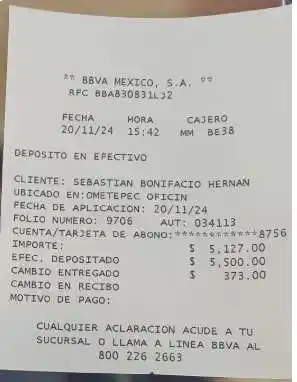 °° BBVA MEXICO, S.A. °°
RFC BBA830831LJ2
FECHA HORA CAJERO
20/11/24 15:42 MM BE38
DEPOSITO EN EFECTIVO
CLIENTE: SEBASTIAN BONIFACIO HERNAN
UBICADO EN:OMETEPEC OFICIN
FECHA DE APLICACION: 20/11/24
FOLIO NUMERO: 9706 AUT: 034113
CUENTA/TARJETA DE ABONO:************8756
IMPORTE: $ 5,127.00
EFEC. DEPOSITADO $ 5,500.00
CAMBIO ENTREGADO $ 373.00
CAMBIO EN RECIBO
MOTIVO DE PAGO:
CUALQUIER ACLARACION ACUDE A TU
SUCURSAL O LLAMA A LINEA BBVA AL
800 226 2663